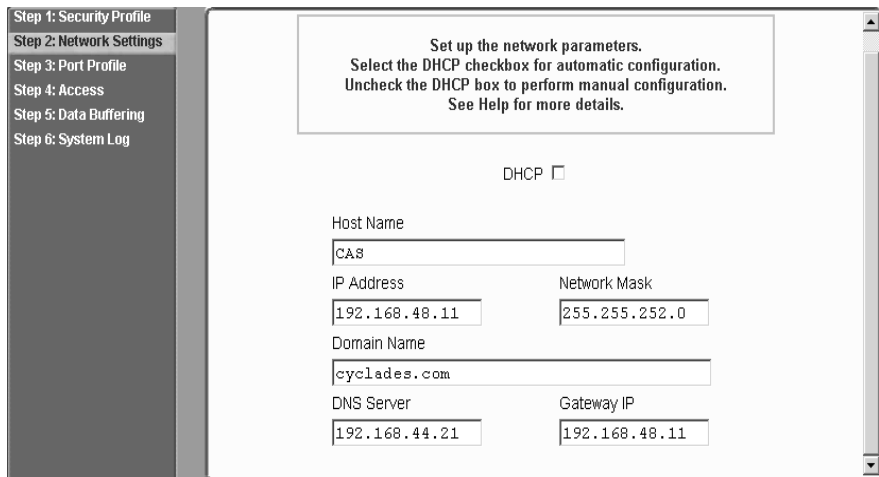 Step 1: Security Profile
Step 2: Network Settings
Step 3: Port Profile
Step 4: Access
Step 5: Data Buffering
Step 6: System Log
Set up the network parameters.
Select the DHCP checkbox for automatic configuration.
Uncheck the DHCP box to perform manual configuration.
See Help for more details.
DHCP
Host Name
CAS
IP Address Network Mask
192.168.48.11 255.255.252.0
Domain Name
cyclades.com
DNS Server Gateway IP
192.168.44.21 192.168.48.11